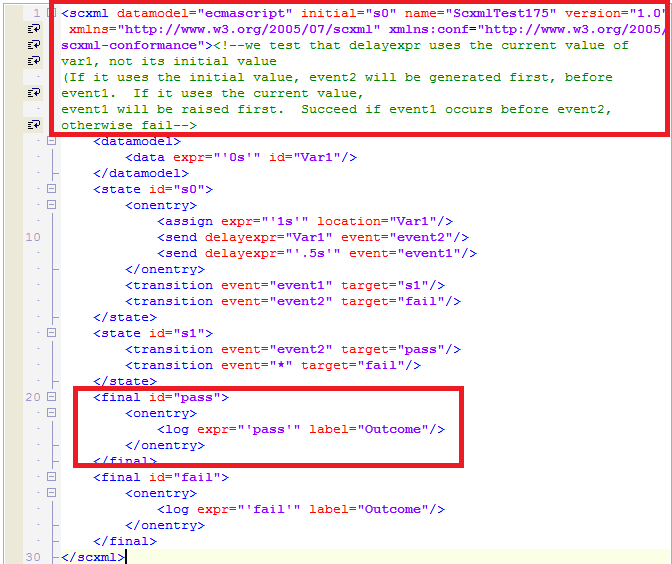 1 <scxml datamodel="ecmascript" initial="s0" name="ScxmlTest175" version="1.0"
xmlns="http://www.w3.org/2005/07/scxml" xmlns:conf="http://www.w3.org/2005/
scxml-conformance"><!--we test that delayexpr uses the current value of
var1, not its initial value
(If it uses the initial value, event2 will be generated first, before
event1.  If it uses the current value,
event1 will be raised first.  Succeed if event1 occurs before event2,
otherwise fail-->
<datamodel>
<data expr="'0s'" id="Var1"/>
</datamodel>
<state id="s0">
<onentry>
<assign expr="'1s'" location="Var1"/>
10 <send delayexpr="Var1" event="event2"/>
<send delayexpr="'.5s'" event="event1"/>
</onentry>
<transition event="event1" target="s1"/>
<transition event="event2" target="fail"/>
</state>
<state id="s1">
<transition event="event2" target="pass"/>
<transition event="*" target="fail"/>
</state>
20 <final id="pass">
<onentry>
<log expr="'pass'" label="Outcome"/>
</onentry>
</final>
<final id="fail">
<onentry>
<log expr="'fail'" label="Outcome"/>
</onentry>
</final>
30 </scxml>